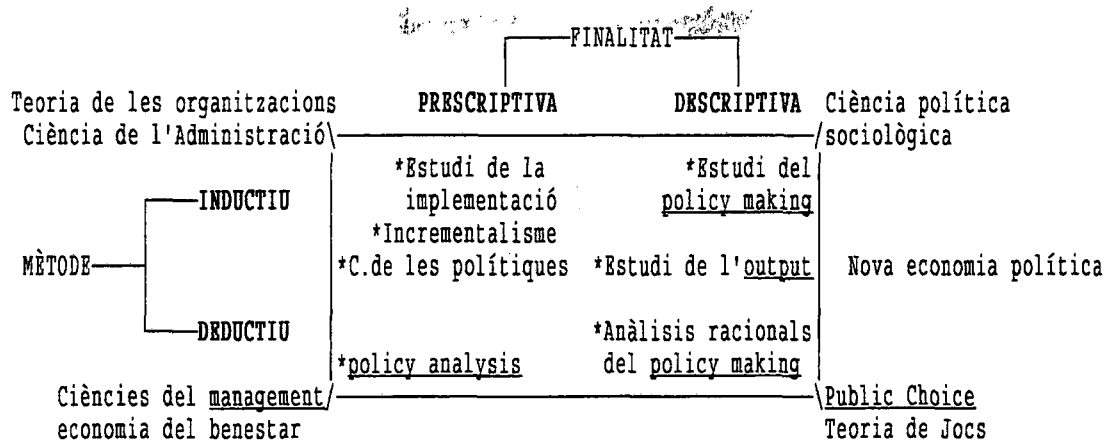 FINALITAT
Teoria de les organitzacions PRESCRIPTIVA DESCRIPTIVA Ciència política
Ciència de l'Administració sociològica
*Estudi de la *Estudi del
INDUCTIU implementació policy making
*Incrementalisme
MÈTODE *C.de les polítiques *Estudi de l'output Nova economia política
DEDUCTIU *Anàlisis racionals
*policy analysis del policy making
Ciències del management Public Choice
economia del benestar Teoria de Jocs